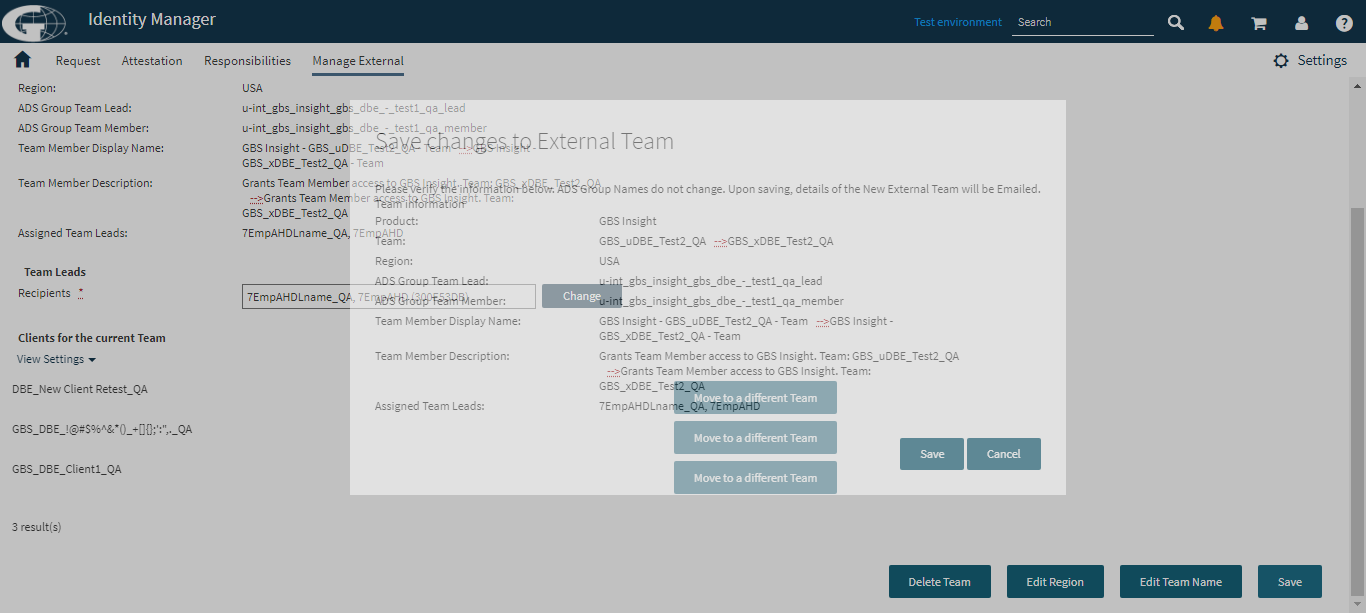 Identity Manager
Test environment
Search
Request Attestation Responsibilities Manage External
Settings
Region: USA
ADS Group Team Lead: u-int_gbs_insight_gbs_dbe_-_test1_qa_lead
ADS Group Team Member: u-int_gbs_insight_gbs_dbe_-_test1_qa_member
Team Member Display Name: GBS Insight - GBS_uDBE_Test2_QA - Team -->GBS Insight -
GBS_xDBE_Test2_QA - Team
Team Member Description: Grants Team Member access to GBS Insight. Team: GBS_xDBE_Test2_QA
-->Grants Team Member access to GBS Insight. Team:
GBS_xDBE_Test2_QA
Assigned Team Leads: 7EmpAHDLname_QA, 7EmpAHD
Team Leads
Recipients *
7EmpAHDLname_QA, 7EmpAHD (300E53DB)
Change
Clients for the current Team
View Settings
DBE_New Client Retest_QA
Move to a different Team
GBS_DBE_!@#$%^&*()_+[]{};':",._QA
Move to a different Team
GBS_DBE_Client1_QA
Move to a different Team
3 result(s)
Save changes to External Team
Please verify the information below. ADS Group Names do not change. Upon saving, details of the New External Team will be Emailed.
Team information
Product: GBS Insight
Team: GBS_uDBE_Test2_QA -->GBS_xDBE_Test2_QA
Region: USA
ADS Group Team Lead: u-int_gbs_insight_gbs_dbe_-_test1_qa_lead
ADS Group Team Member: u-int_gbs_insight_gbs_dbe_-_test1_qa_member
Team Member Display Name: GBS Insight - GBS_uDBE_Test2_QA - Team -->GBS Insight -
GBS_xDBE_Test2_QA - Team
Team Member Description: Grants Team Member access to GBS Insight. Team: GBS_uDBE_Test2_QA
-->Grants Team Member access to GBS Insight. Team:
GBS_xDBE_Test2_QA
Assigned Team Leads: 7EmpAHDLname_QA, 7EmpAHD
Save Cancel
Delete Team Edit Region Edit Team Name Save